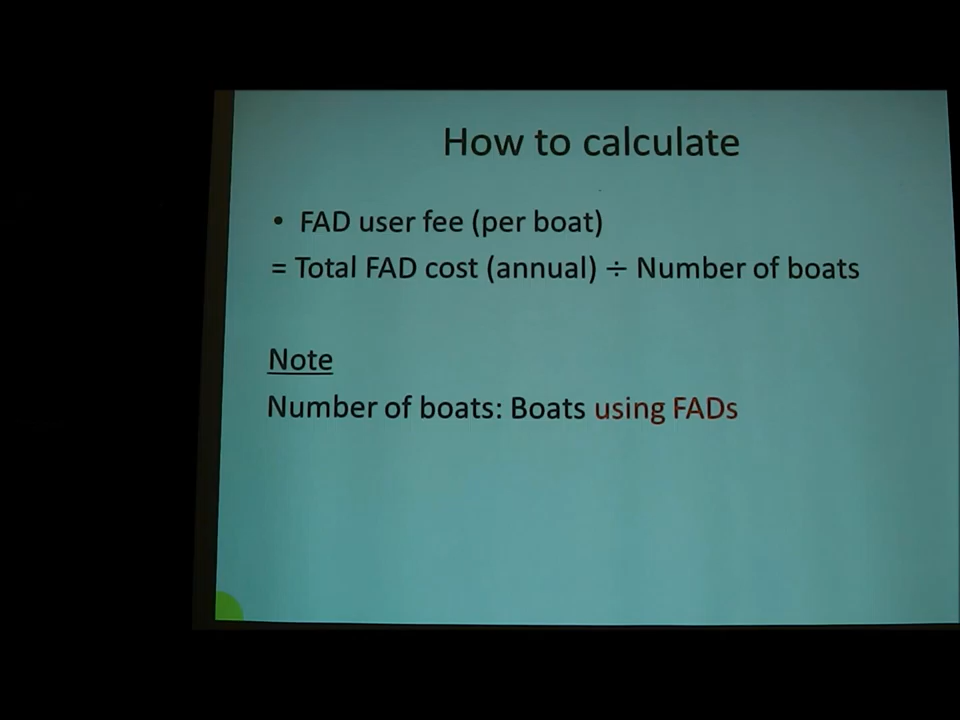 How to calculate
• FAD user fee (per boat)
= Total FAD cost (annual) ÷ Number of boats
Note
Number of boats: Boats using FADs